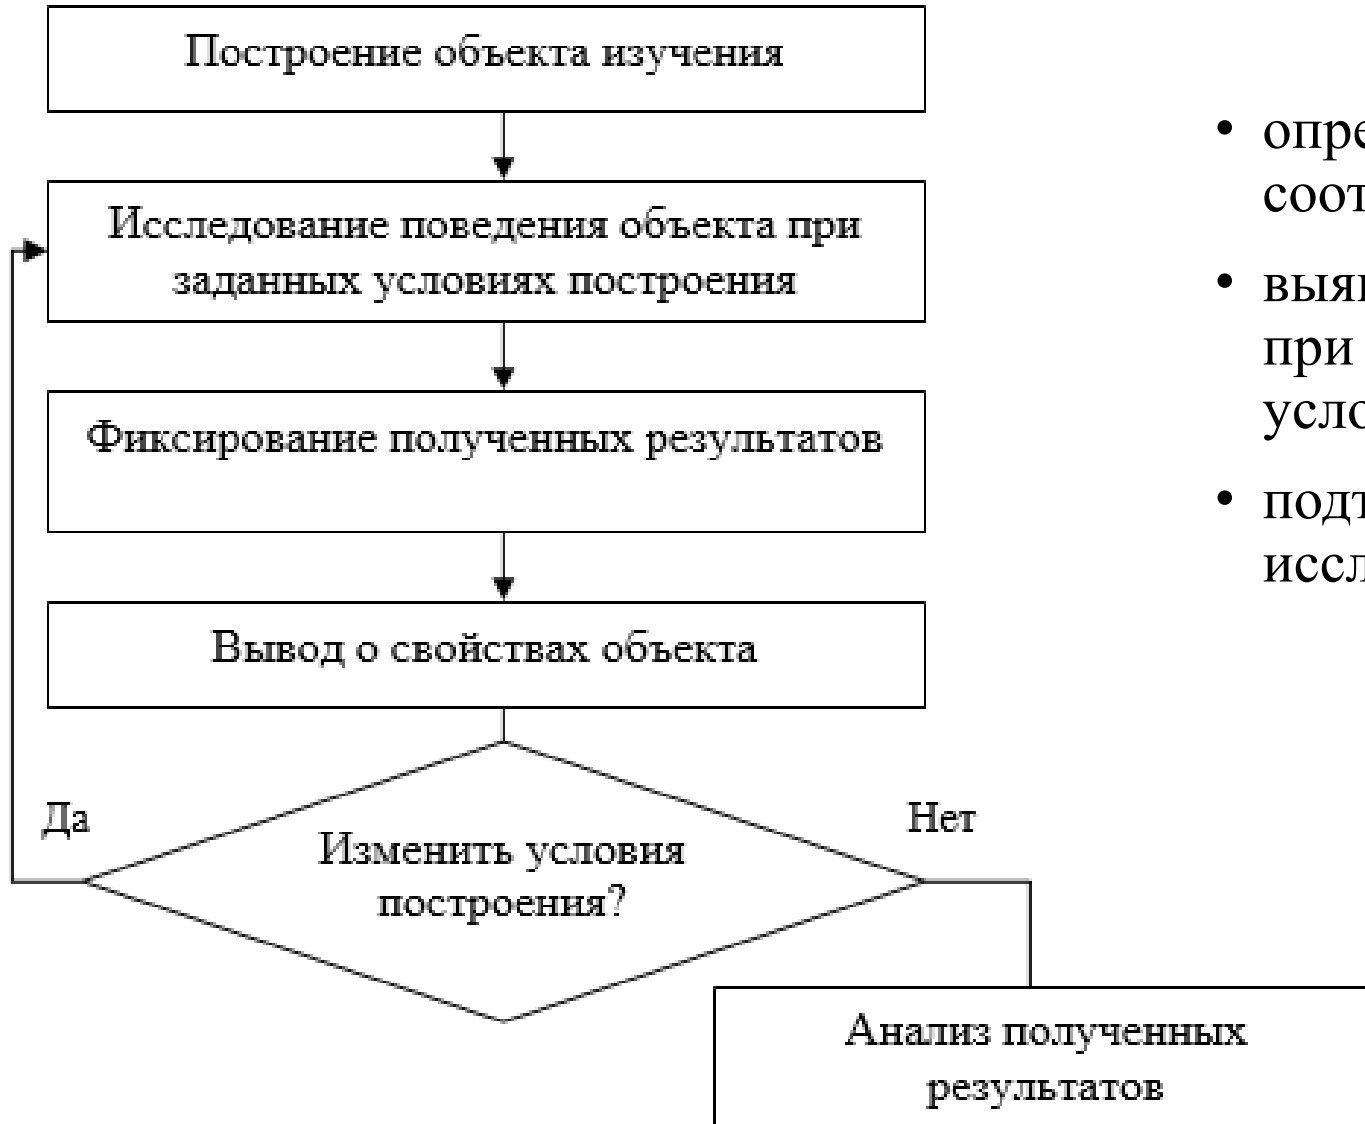 Построение объекта изучения
Исследование поведения объекта при
заданных условиях построения
Фиксирование полученных результатов
Вывод о свойствах объекта
Да
Нет
Изменить условия
построения?
Анализ полученных
результатов
•
•
при
•